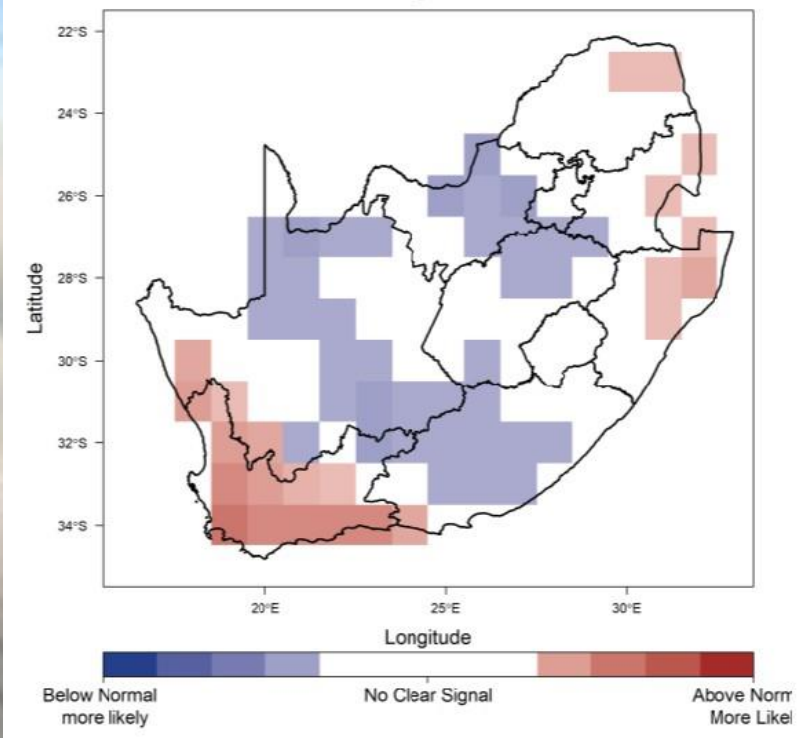 22°S
24°S
26°S
28°S
30°S
32°S
34°S
Latitude
20°E 25°E 30°E
Longitude
Below Normal No Clear Signal Above Norm
more likely More Likel